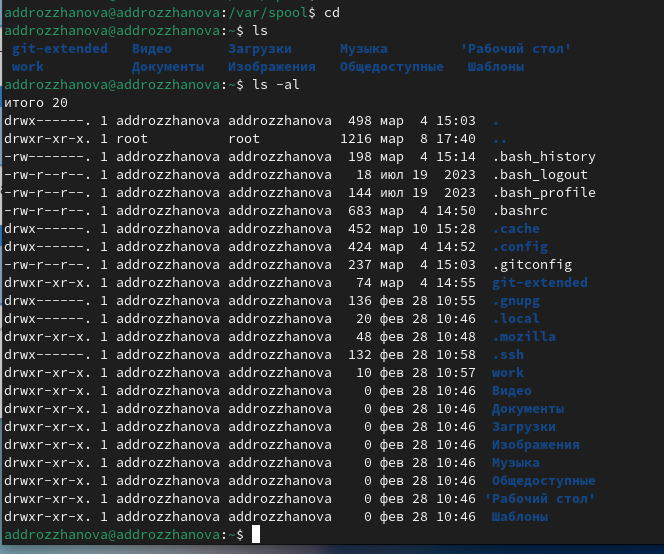 addrozzhanova@addrozzhanova:/var/spool$ cd
addrozzhanova@addrozzhanova:~$ ls
git-extended   Видео       Загрузки      Музыка         'Рабочий стол'
work           Документы   Изображения   Общедоступные   Шаблоны
addrozzhanova@addrozzhanova:~$ ls -al
итого 20
drwx------. 1 addrozzhanova addrozzhanova  498 мар  4 15:03  .
drwxr-xr-x. 1 root          root          1216 мар  8 17:40  ..
-rw-------. 1 addrozzhanova addrozzhanova  198 мар  4 15:14  .bash_history
-rw-r--r--. 1 addrozzhanova addrozzhanova   18 июл 19  2023  .bash_logout
-rw-r--r--. 1 addrozzhanova addrozzhanova  144 июл 19  2023  .bash_profile
-rw-r--r--. 1 addrozzhanova addrozzhanova  683 мар  4 14:50  .bashrc
drwx------. 1 addrozzhanova addrozzhanova  452 мар 10 15:28  .cache
drwx------. 1 addrozzhanova addrozzhanova  424 мар  4 14:52  .config
-rw-r--r--. 1 addrozzhanova addrozzhanova  237 мар  4 15:03  .gitconfig
drwxr-xr-x. 1 addrozzhanova addrozzhanova   74 мар  4 14:55  git-extended
drwx------. 1 addrozzhanova addrozzhanova  136 фев 28 10:55  .gnupg
drwx------. 1 addrozzhanova addrozzhanova   20 фев 28 10:46  .local
drwxr-xr-x. 1 addrozzhanova addrozzhanova   48 фев 28 10:48  .mozilla
drwx------. 1 addrozzhanova addrozzhanova  132 фев 28 10:58  .ssh
drwxr-xr-x. 1 addrozzhanova addrozzhanova   10 фев 28 10:57  work
drwxr-xr-x. 1 addrozzhanova addrozzhanova    0 фев 28 10:46  Видео
drwxr-xr-x. 1 addrozzhanova addrozzhanova    0 фев 28 10:46  Документы
drwxr-xr-x. 1 addrozzhanova addrozzhanova    0 фев 28 10:46  Загрузки
drwxr-xr-x. 1 addrozzhanova addrozzhanova    0 фев 28 10:46  Изображения
drwxr-xr-x. 1 addrozzhanova addrozzhanova    0 фев 28 10:46  Музыка
drwxr-xr-x. 1 addrozzhanova addrozzhanova    0 фев 28 10:46  Общедоступные
drwxr-xr-x. 1 addrozzhanova addrozzhanova    0 фев 28 10:46 'Рабочий стол'
drwxr-xr-x. 1 addrozzhanova addrozzhanova    0 фев 28 10:46  Шаблоны
addrozzhanova@addrozzhanova:~$